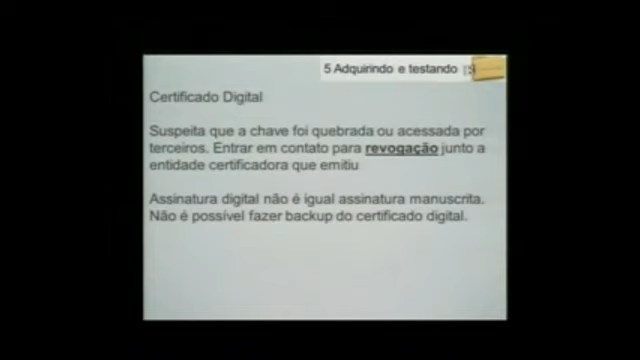 5 Adquirindo e testando
Certificado Digital
Suspeita que a chave foi quebrada ou acessada por
terceiros. Entrar em contato para revogação junto a
entidade certificadora que emitiu
Assinatura digital não é igual assinatura manuscrita.
Não é possível fazer backup do certificado digital.